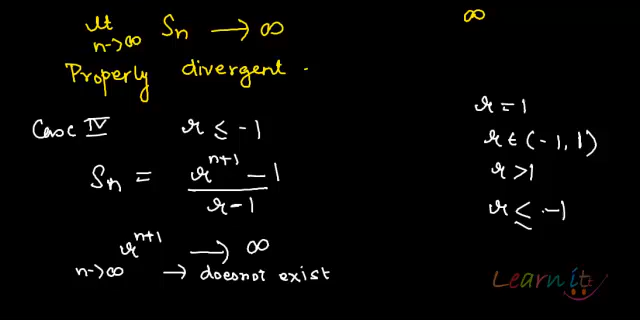 lt
n→∞ Sn → ∞
Properly divergent .
Case IV r ≤ -1
Sn = r^(n+1) - 1 / r - 1
r^(n+1) → ∞
n→∞ → doesnot exist
∞
r = 1
r ∈ (-1, 1)
r > 1
r ≤ -1
Learnit